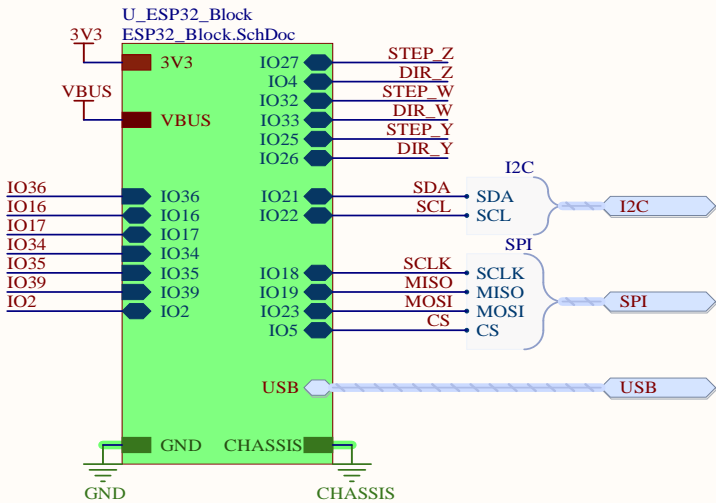 U_ESP32_Block
ESP32_Block.SchDoc
3V3
3V3
IO27
STEP_Z
IO4
DIR_Z
VBUS
IO32
STEP_W
VBUS
IO33
DIR_W
IO25
STEP_Y
IO26
DIR_Y
I2C
IO36
IO36
IO21
SDA
SDA
I2C
IO16
IO16
IO22
SCL
SCL
IO17
IO17
IO34
IO34
SPI
IO35
IO35
IO18
SCLK
SCLK
IO39
IO39
IO19
MISO
MISO
SPI
IO2
IO2
IO23
MOSI
MOSI
IO5
CS
CS
USB
USB
GND
CHASSIS
GND
CHASSIS